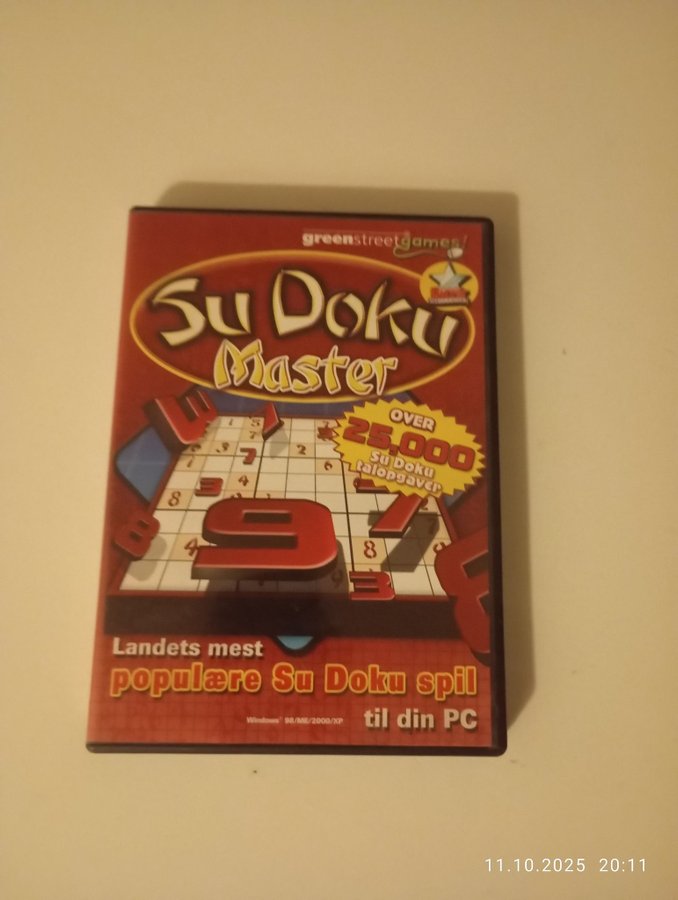 greenstreetgames!
Su Doku
Master
OVER
25.000
Su Doku
talopgaver
Landets mest
populære Su Doku spil
til din PC
Windows® 98/ME/2000/XP
11.10.2025 20:11